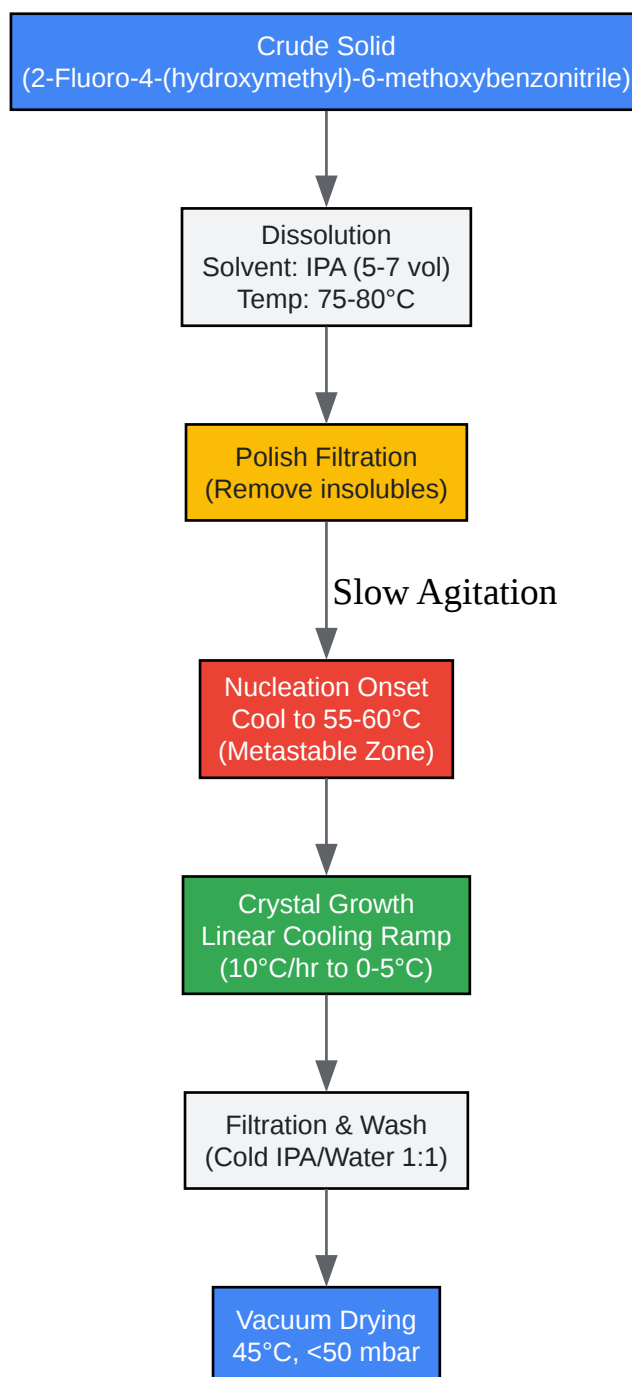 Crude Solid
(2-Fluoro-4-(hydroxymethyl)-6-methoxybenzonitrile)
Dissolution
Solvent: IPA (5-7 vol)
Temp: 75-80°C
Polish Filtration
(Remove insolubles)
Slow Agitation
Nucleation Onset
Cool to 55-60°C
(Metastable Zone)
Crystal Growth
Linear Cooling Ramp
(10°C/hr to 0-5°C)
Filtration & Wash
(Cold IPA/Water 1:1)
Vacuum Drying
45°C, <50 mbar